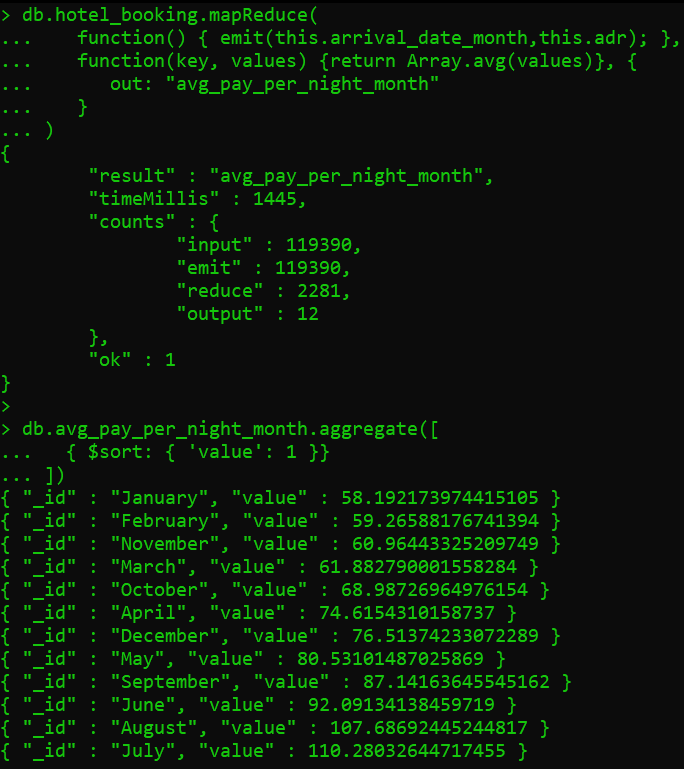 > db.hotel_booking.mapReduce(
...     function() { emit(this.arrival_date_month,this.adr); },
...     function(key, values) {return Array.avg(values)}, {
...        out: "avg_pay_per_night_month"
...     }
... )
{
        "result" : "avg_pay_per_night_month",
        "timeMillis" : 1445,
        "counts" : {
                "input" : 119390,
                "emit" : 119390,
                "reduce" : 2281,
                "output" : 12
        },
        "ok" : 1
}
>
> db.avg_pay_per_night_month.aggregate([
...    { $sort: { 'value': 1 }}
... ])
{ "_id" : "January", "value" : 58.192173974415105 }
{ "_id" : "February", "value" : 59.26588176741394 }
{ "_id" : "November", "value" : 60.96443325209749 }
{ "_id" : "March", "value" : 61.882790001558284 }
{ "_id" : "October", "value" : 68.98726964976154 }
{ "_id" : "April", "value" : 74.6154310158737 }
{ "_id" : "December", "value" : 76.51374233072289 }
{ "_id" : "May", "value" : 80.53101487025869 }
{ "_id" : "September", "value" : 87.14163645545162 }
{ "_id" : "June", "value" : 92.09134138459719 }
{ "_id" : "August", "value" : 107.68692445244817 }
{ "_id" : "July", "value" : 110.28032644717455 }